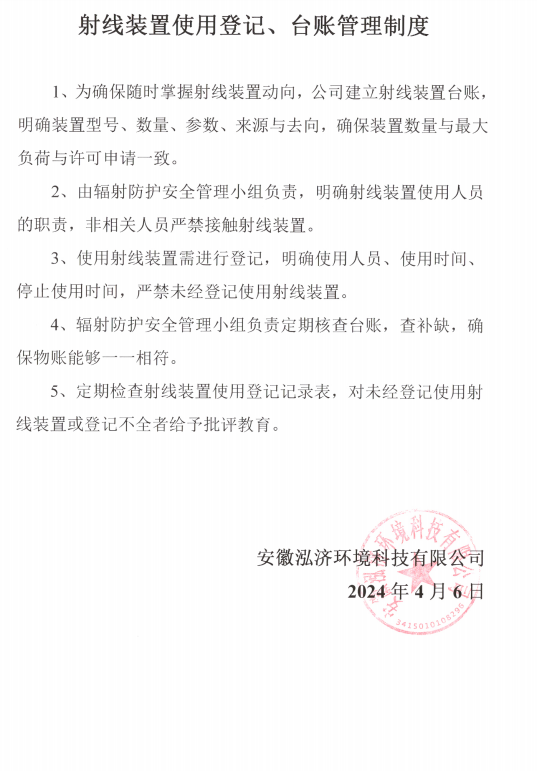 射线装置使用登记、台账管理制度
1、为确保随时掌握射线装置动向，公司建立射线装置台账，
明确装置型号、数量、参数、来源与去向，确保装置数量与最大
负荷与许可申请一致。
2、由辐射防护安全管理小组负责，明确射线装置使用人员
的职责，非相关人员严禁接触射线装置。
3、使用射线装置需进行登记，明确使用人员、使用时间、
停止使用时间，严禁未经登记使用射线装置。
4、辐射防护安全管理小组负责定期核查台账，查补缺，确
保物账能够一一相符。
5、定期检查射线装置使用登记记录表，对未经登记使用射
线装置或登记不全者给予批评教育。
安徽泓济环境科技有限公司
2024 年 4 月 6 日
安徽泓济环境科技有限公司